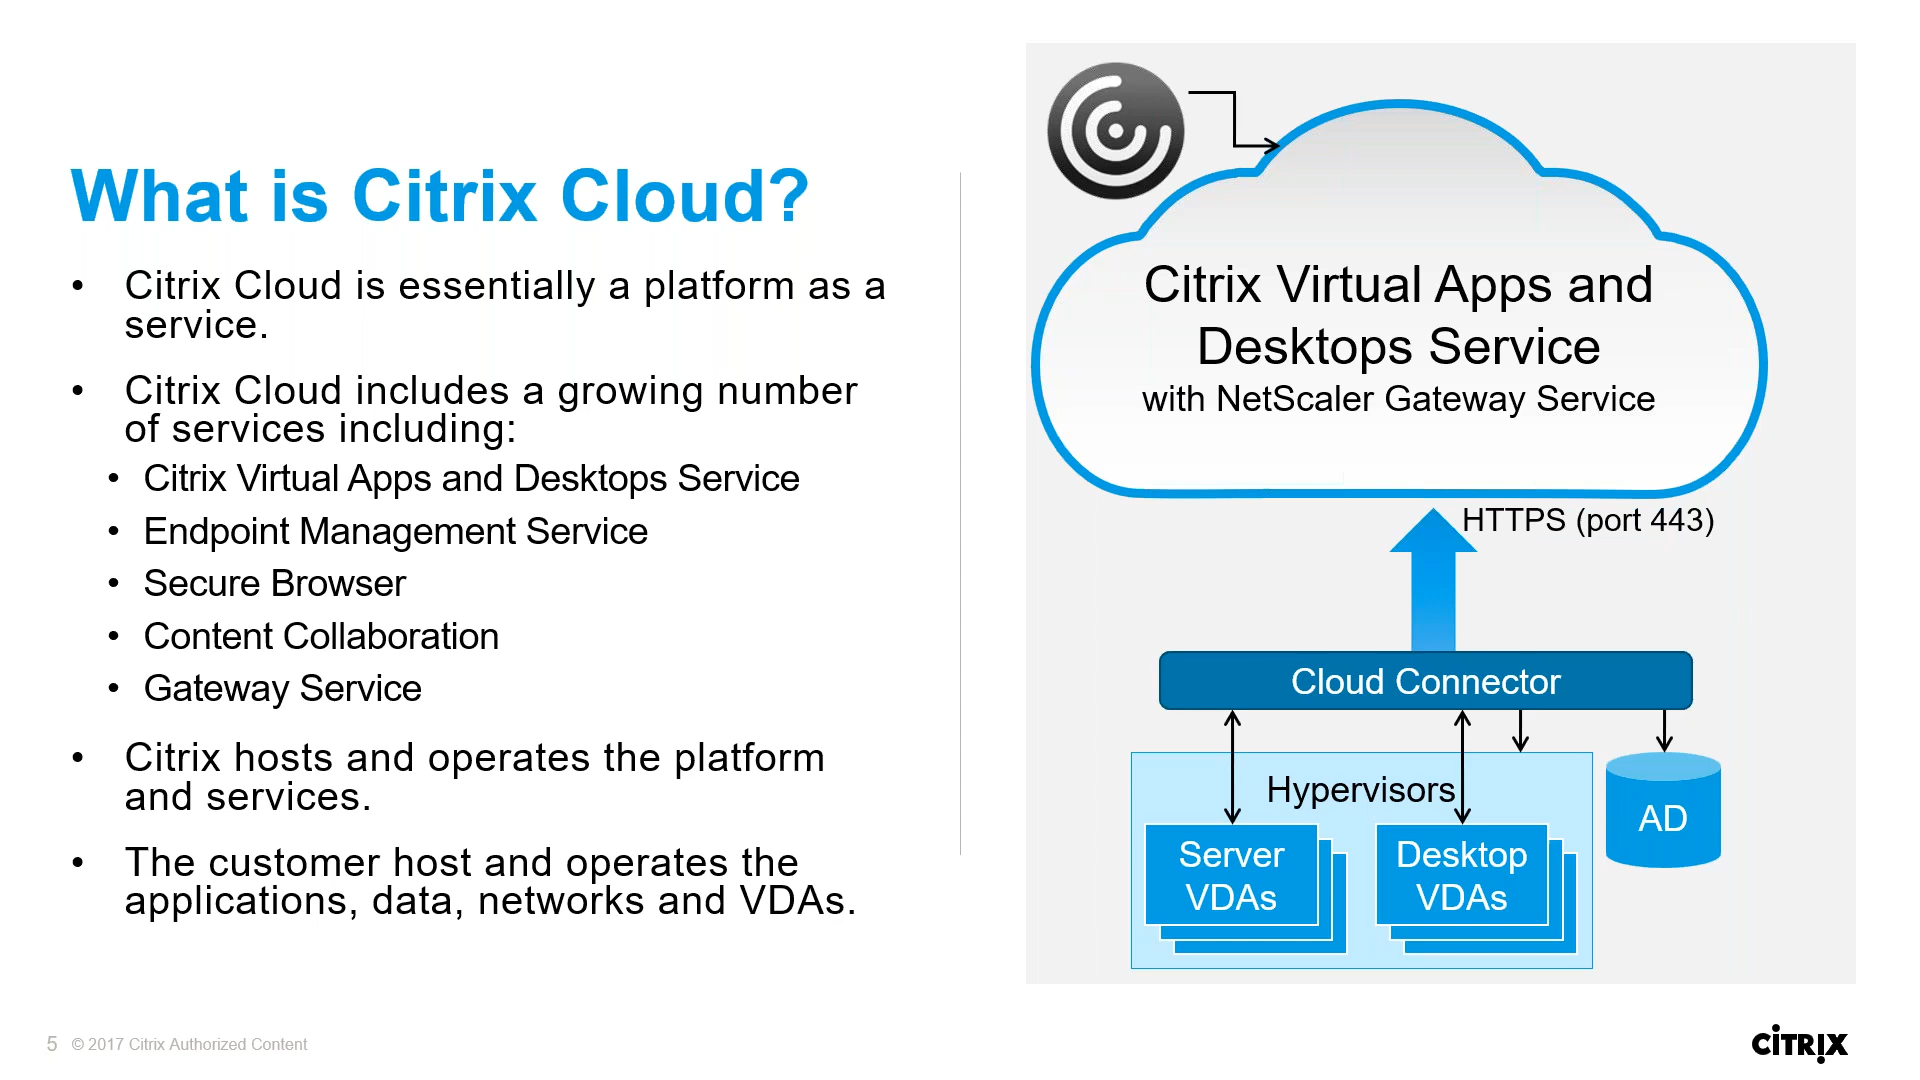 What is Citrix Cloud?
• Citrix Cloud is essentially a platform as a
service.
• Citrix Cloud includes a growing number
of services including:
• Citrix Virtual Apps and Desktops Service
• Endpoint Management Service
• Secure Browser
• Content Collaboration
• Gateway Service
• Citrix hosts and operates the platform
and services.
• The customer host and operates the
applications, data, networks and VDAs.
Citrix Virtual Apps and
Desktops Service
with NetScaler Gateway Service
HTTPS (port 443)
Cloud Connector
Hypervisors
Server
VDAs
Desktop
VDAs
AD
5 © 2017 Citrix Authorized Content
CITRIX